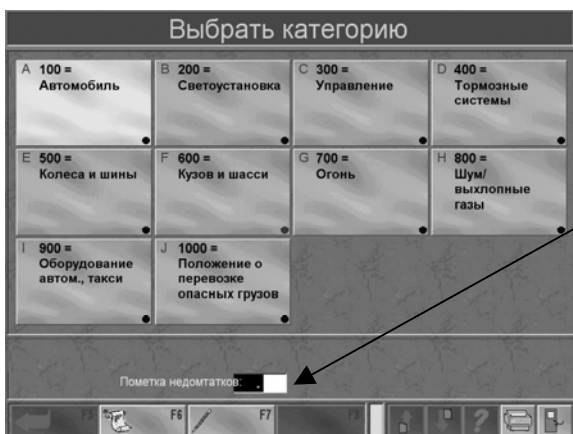 Выбрать категорию
A 100 =
Автомобиль
B 200 =
Светоустановка
C 300 =
Управление
D 400 =
Тормозные
системы
E 500 =
Колеса и шины
F 600 =
Кузов и шасси
G 700 =
Огонь
H 800 =
Шум/
выхлопные
газы
I 900 =
Оборудование
автом., такси
J 1000 =
Положение о
перевозке
опасных грузов
Пометка недомтатков: .
F5 F6 F7 F8
?